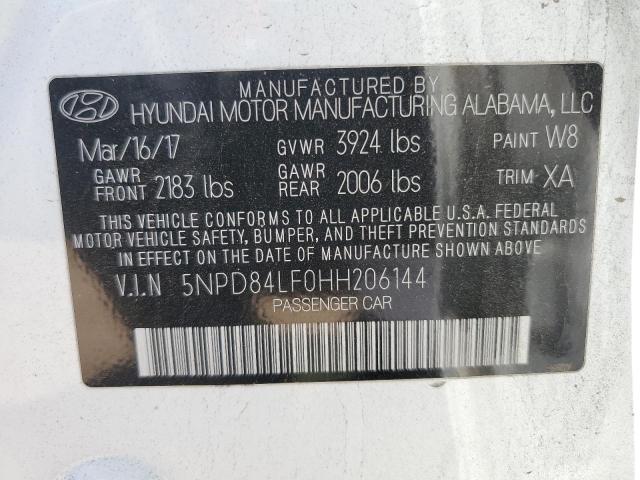 MANUFACTURED BY
HYUNDAI MOTOR MANUFACTURING ALABAMA, LLC
Mar/16/17 GVWR 3924 lbs PAINT W8
GAWR FRONT 2183 lbs GAWR REAR 2006 lbs TRIM XA
THIS VEHICLE CONFORMS TO ALL APPLICABLE U.S.A. FEDERAL
MOTOR VEHICLE SAFETY, BUMPER, AND THEFT PREVENTION STANDARDS
IN EFFECT ON THE DATE OF MANUFACTURE SHOWN ABOVE.
V.I.N 5NPD84LF0HH206144
PASSENGER CAR